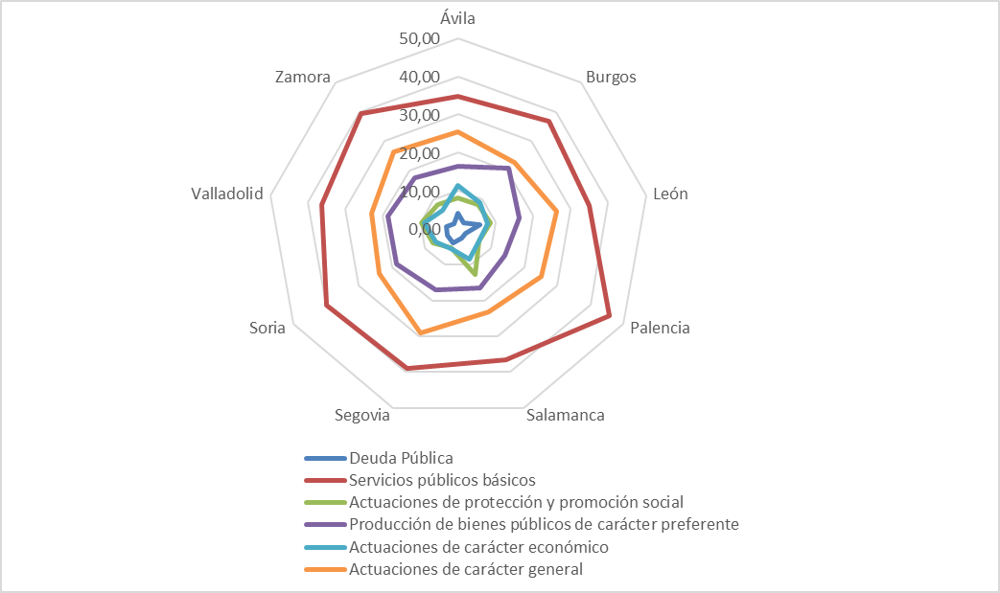 Ávila
50,00
Zamora
40,00
Burgos
30,00
20,00
Valladolid
10,00
León
0,00
Soria
Palencia
Segovia
Salamanca
Deuda Pública
Servicios públicos básicos
Actuaciones de protección y promoción social
Producción de bienes públicos de carácter preferente
Actuaciones de carácter económico
Actuaciones de carácter general